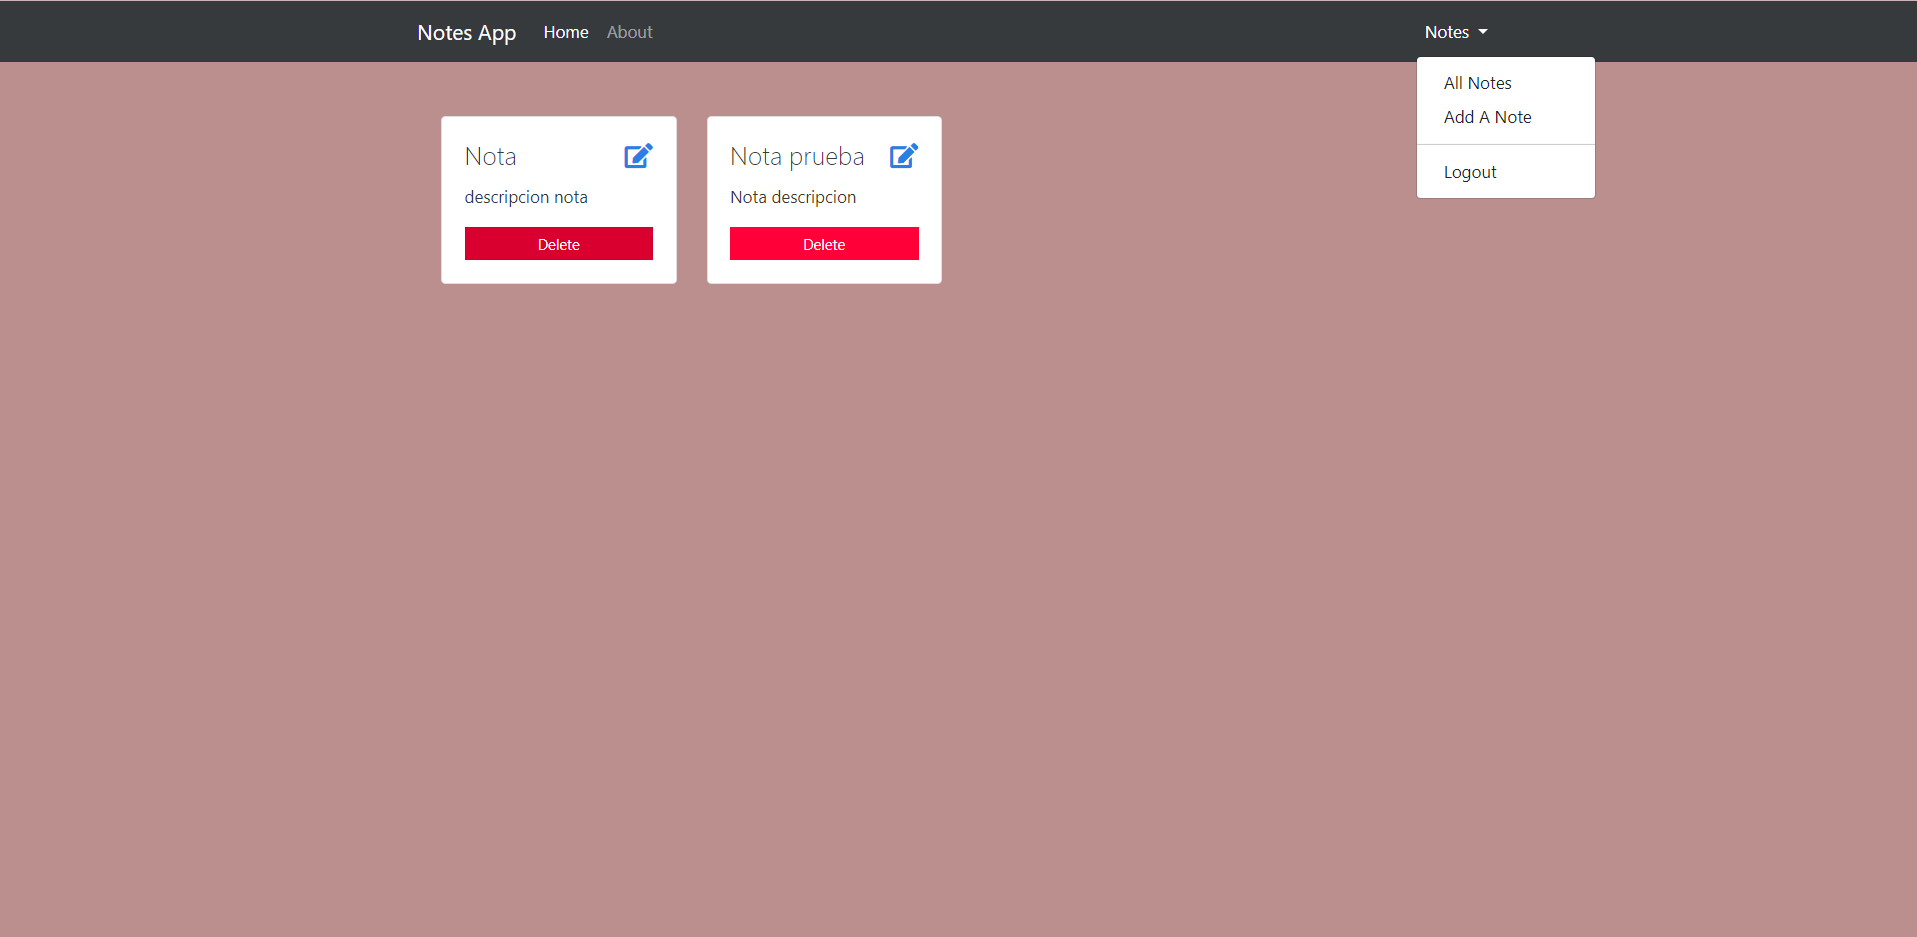 Notes App Home About Notes
All Notes
Add A Note
Logout
Nota
descripcion nota
Delete
Nota prueba
Nota descripcion
Delete